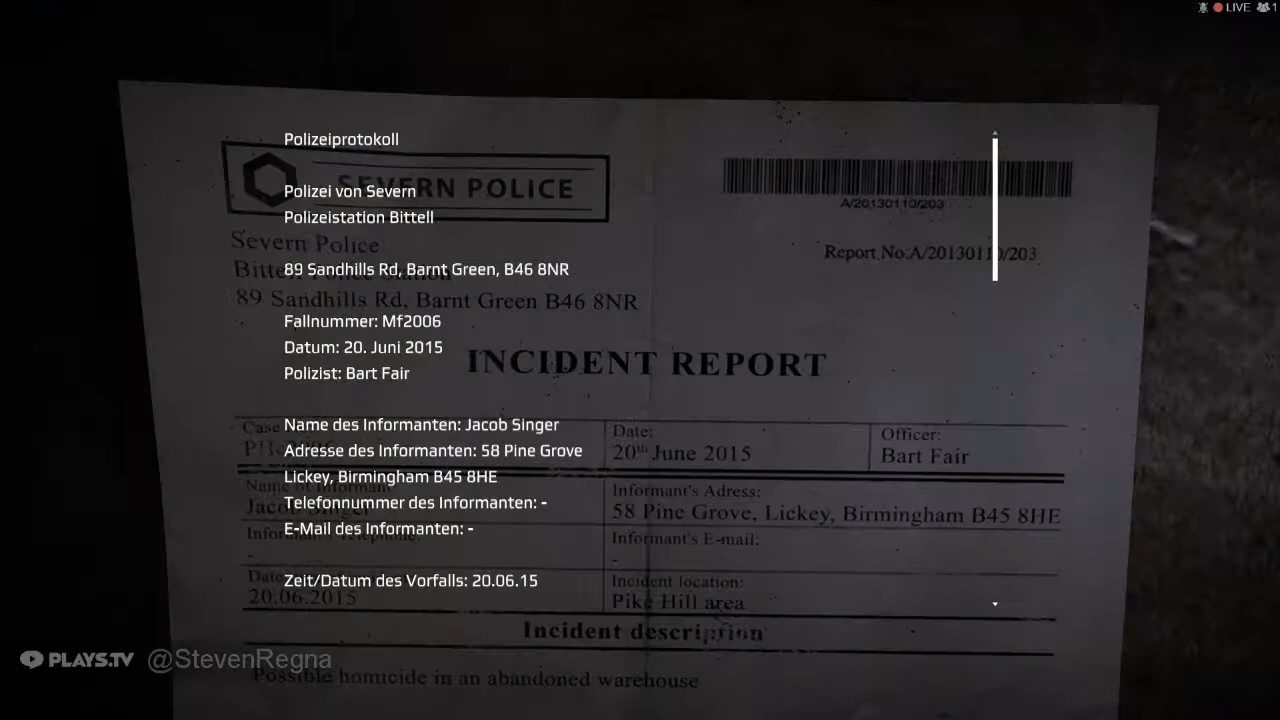 LIVE 1
Polizeiprotokoll
Polizei von Severn
Polizeistation Bittell
89 Sandhills Rd, Barnt Green, B46 8NR
Fallnummer: Mf2006
Datum: 20. Juni 2015
Polizist: Bart Fair
Name des Informanten: Jacob Singer
Adresse des Informanten: 58 Pine Grove
Lickey, Birmingham B45 8HE
Telefonnummer des Informanten: -
E-Mail des Informanten: -
Zeit/Datum des Vorfalls: 20.06.15
SEVERN POLICE
A/20130110/203
Severn Police
Report No:A/20130110/203
89 Sandhills Rd, Barnt Green B46 8NR
INCIDENT REPORT
Case
Date:
Officer:
20th June 2015
Bart Fair
Informant's Adress:
58 Pine Grove, Lickey, Birmingham B45 8HE
Informant's E-mail:
-
Incident location:
20.06.2015
Pike Hill area
Incident description
Possible homicide in an abandoned warehouse
PLAYS.TV @StevenRegna